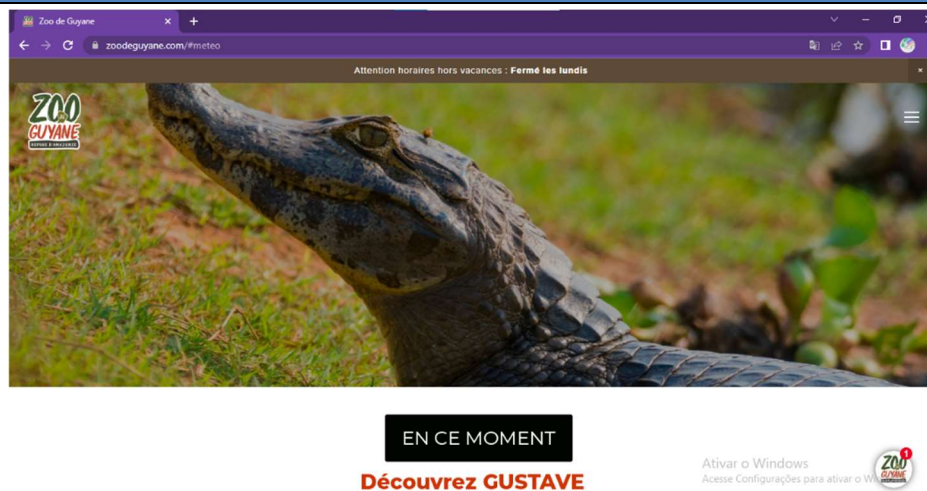 Zoo de Guyane
zoodeguyane.com/#meteo
Attention horaires hors vacances : Fermé les lundis
ZOO
GUYANE
EN CE MOMENT
Découvrez GUSTAVE
Ativar o Windows
Acesse Configurações para ativar o
ZOO
GUYANE
1